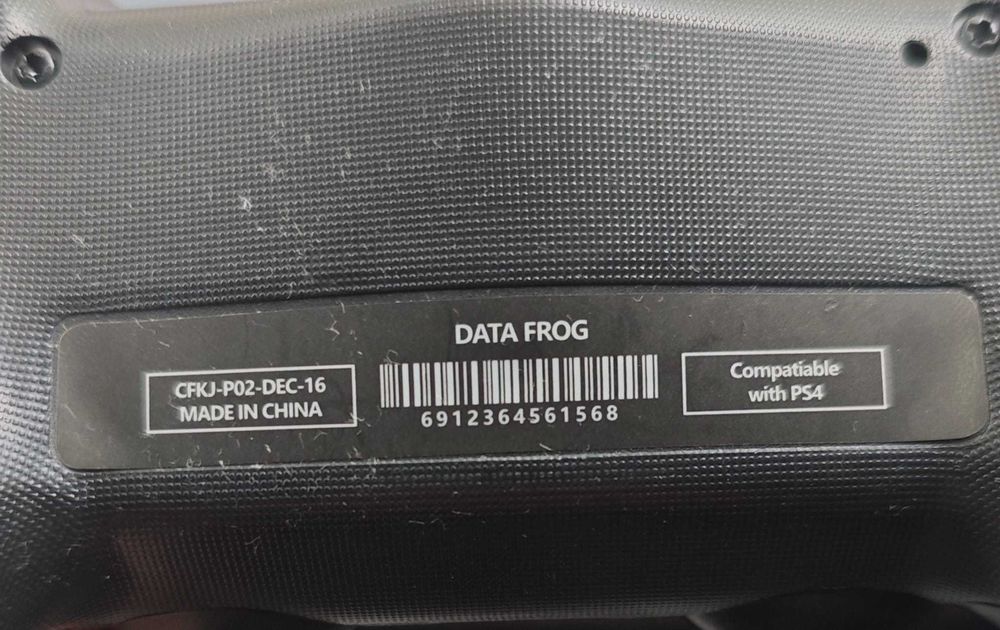 DATA FROG
CFKJ-P02-DEC-16
MADE IN CHINA
6912364561568
Compatiable
with PS4